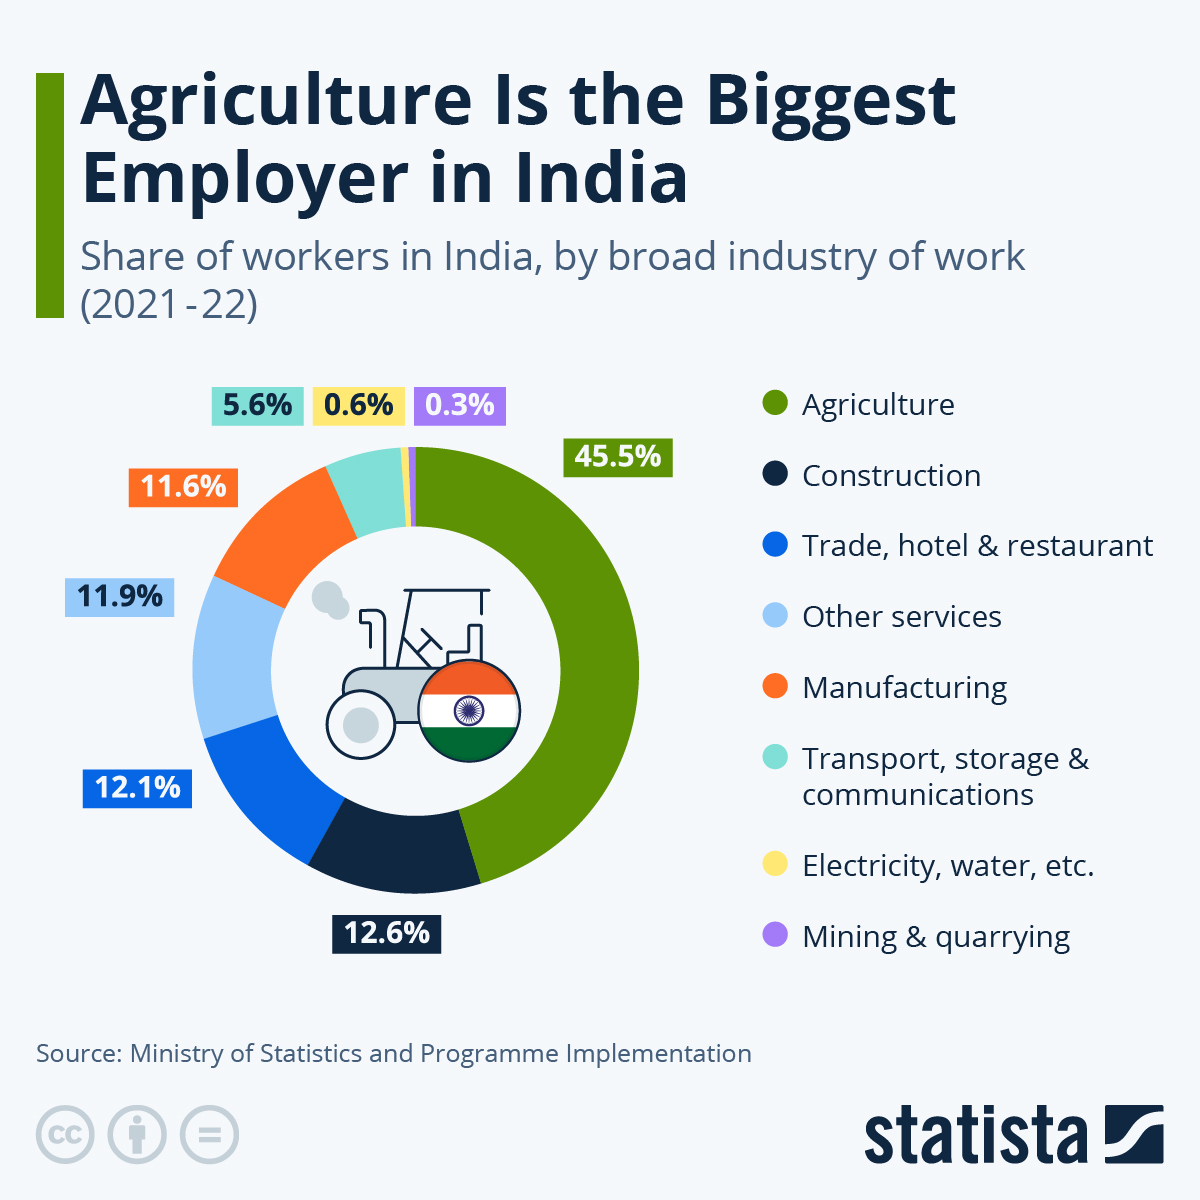 Agriculture Is the Biggest
Employer in India
Share of workers in India, by broad industry of work
(2021-22)
5.6%
0.6%
0.3%
45.5%
11.6%
11.9%
12.1%
12.6%
Agriculture
Construction
Trade, hotel & restaurant
Other services
Manufacturing
Transport, storage &
communications
Electricity, water, etc.
Mining & quarrying
Source: Ministry of Statistics and Programme Implementation
cc
statista